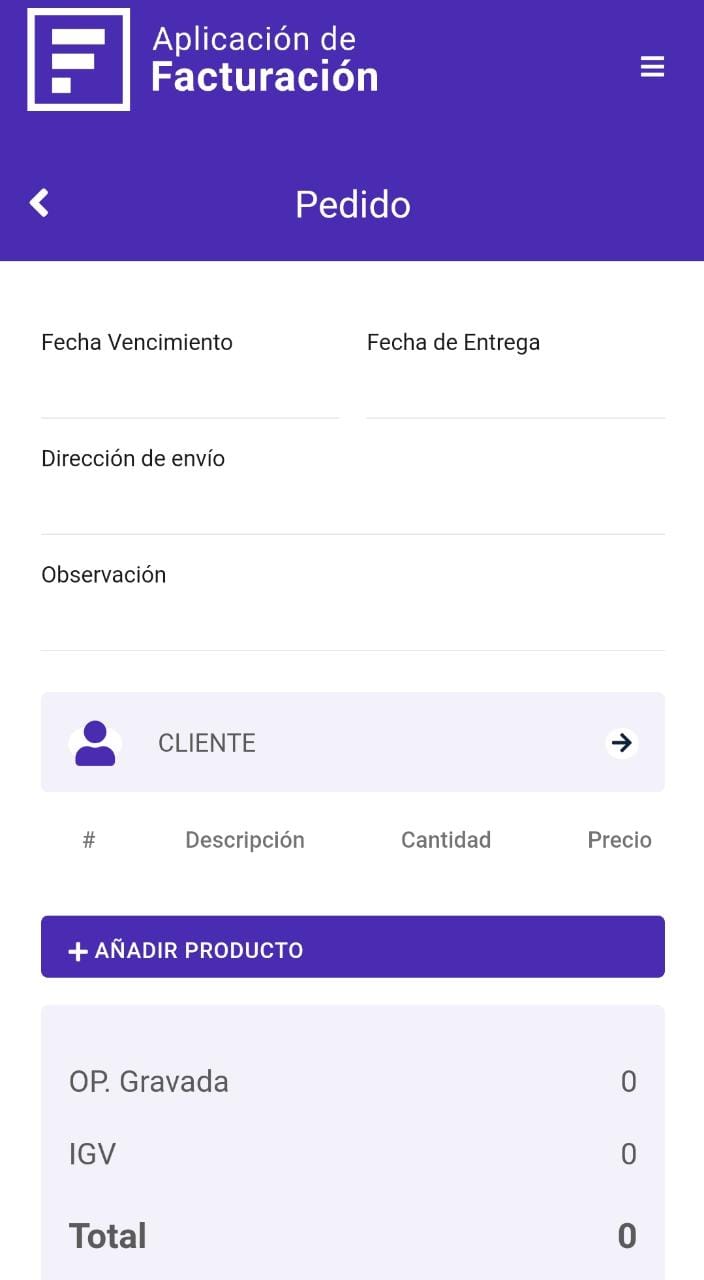 Aplicación de
Facturación
Pedido
Fecha Vencimiento Fecha de Entrega
Dirección de envío
Observación
CLIENTE
# Descripción Cantidad Precio
+ AÑADIR PRODUCTO
OP. Gravada 0
IGV 0
Total 0